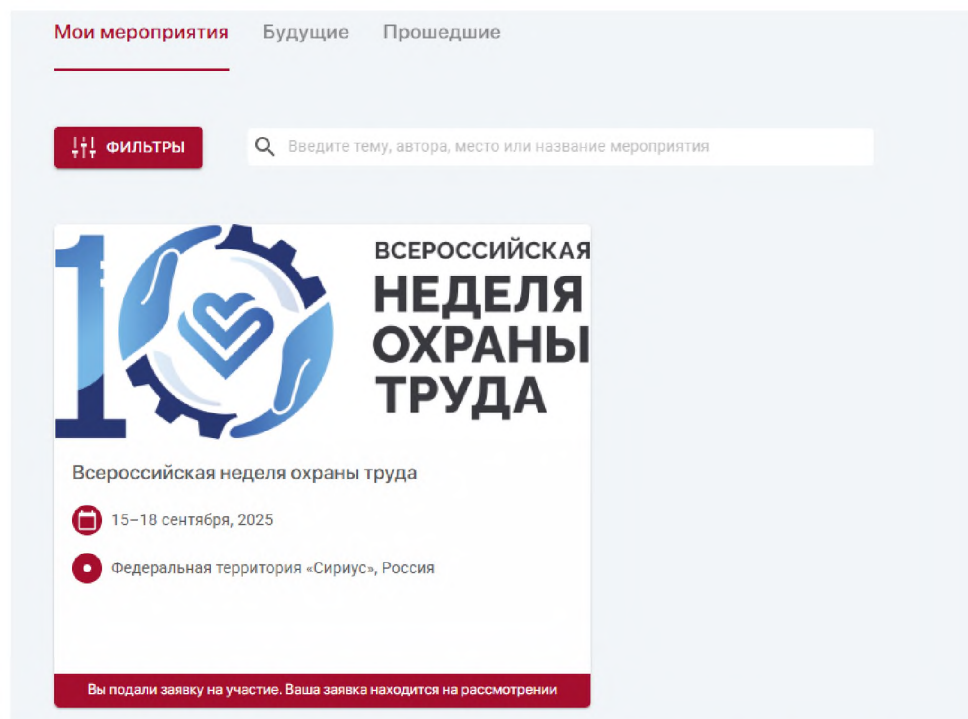 Мои мероприятия Будущие Прошедшие
ФИЛЬТРЫ Введите тему, автора, место или название мероприятия
10 ВСЕРОССИЙСКАЯ
НЕДЕЛЯ
ОХРАНЫ
ТРУДА
Всероссийская неделя охраны труда
15–18 сентября, 2025
Федеральная территория «Сириус», Россия
Вы подали заявку на участие. Ваша заявка находится на рассмотрении